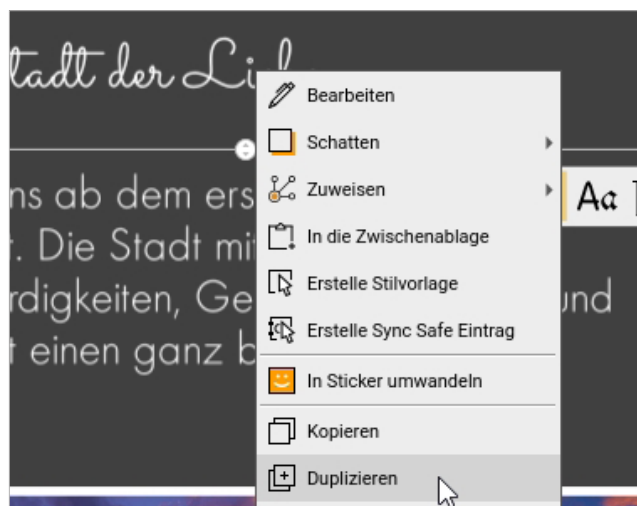 tadt der Li
Bearbeiten
Schatten
Zuweisen
In die Zwischenablage
Erstelle Stilvorlage
Erstelle Sync Safe Eintrag
In Sticker umwandeln
Kopieren
Duplizieren
ns ab dem ers
t. Die Stadt mit
rdigkeiten, Ge
und
t einen ganz b
Aa